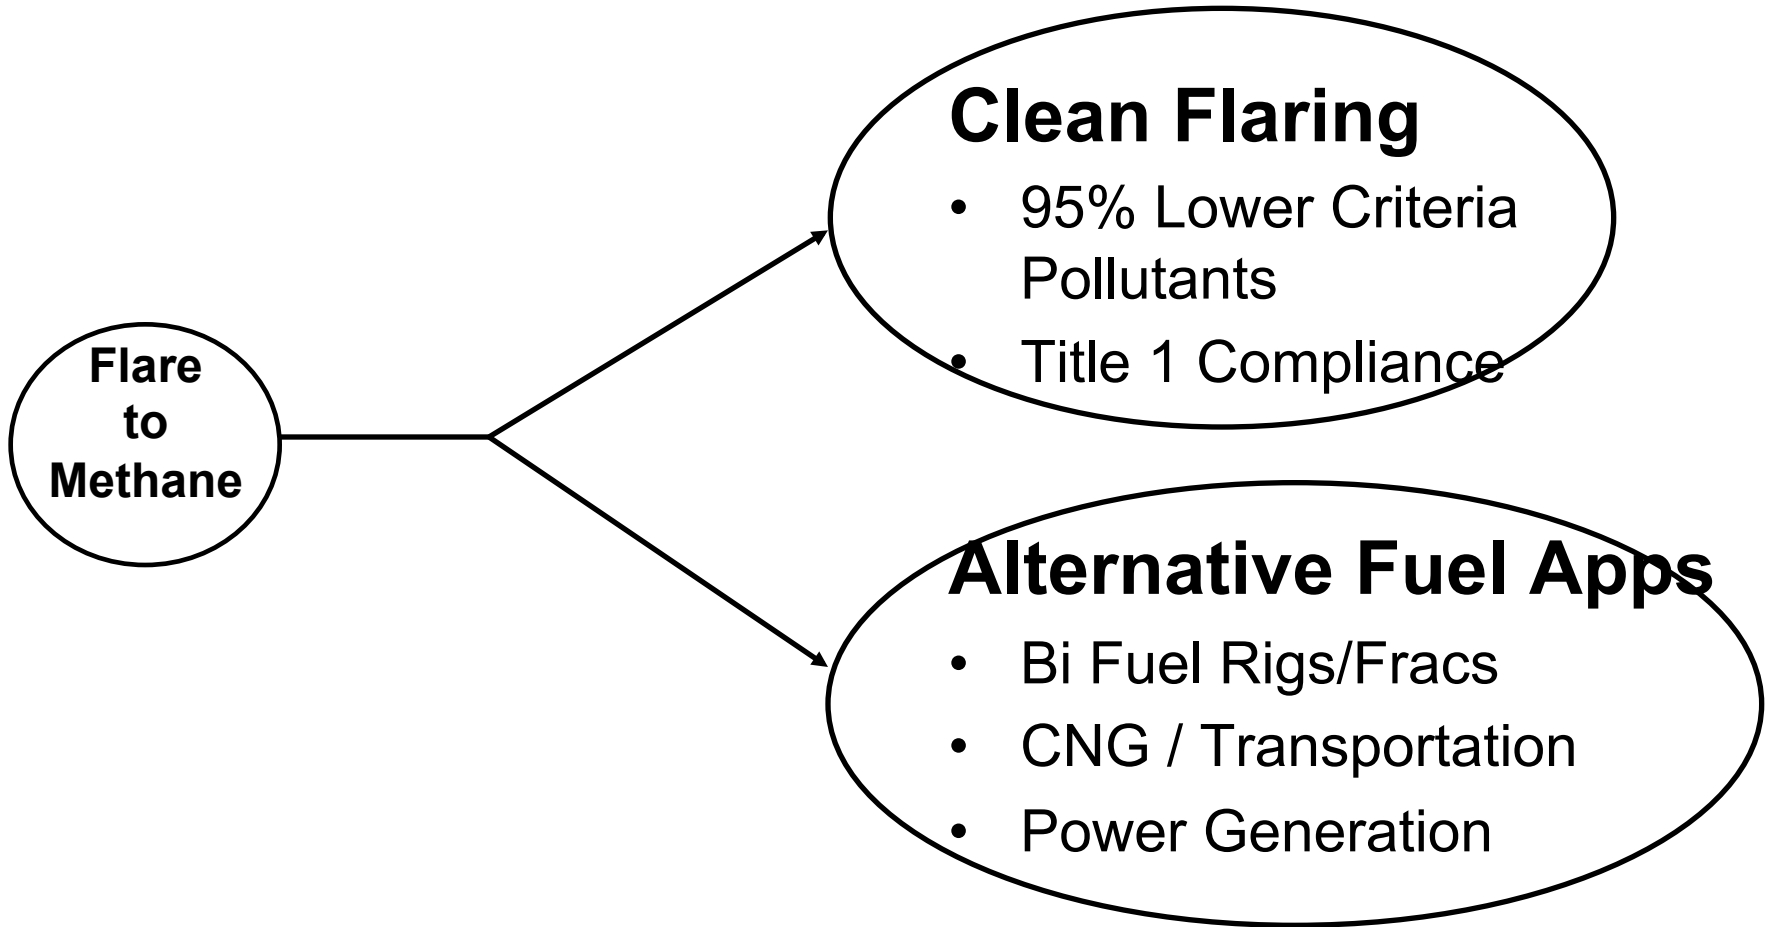 Flare
to
Methane
Clean Flaring
• 95% Lower Criteria
Pollutants
• Title 1 Compliance
Alternative Fuel Apps
• Bi Fuel Rigs/Fracs
• CNG / Transportation
• Power Generation